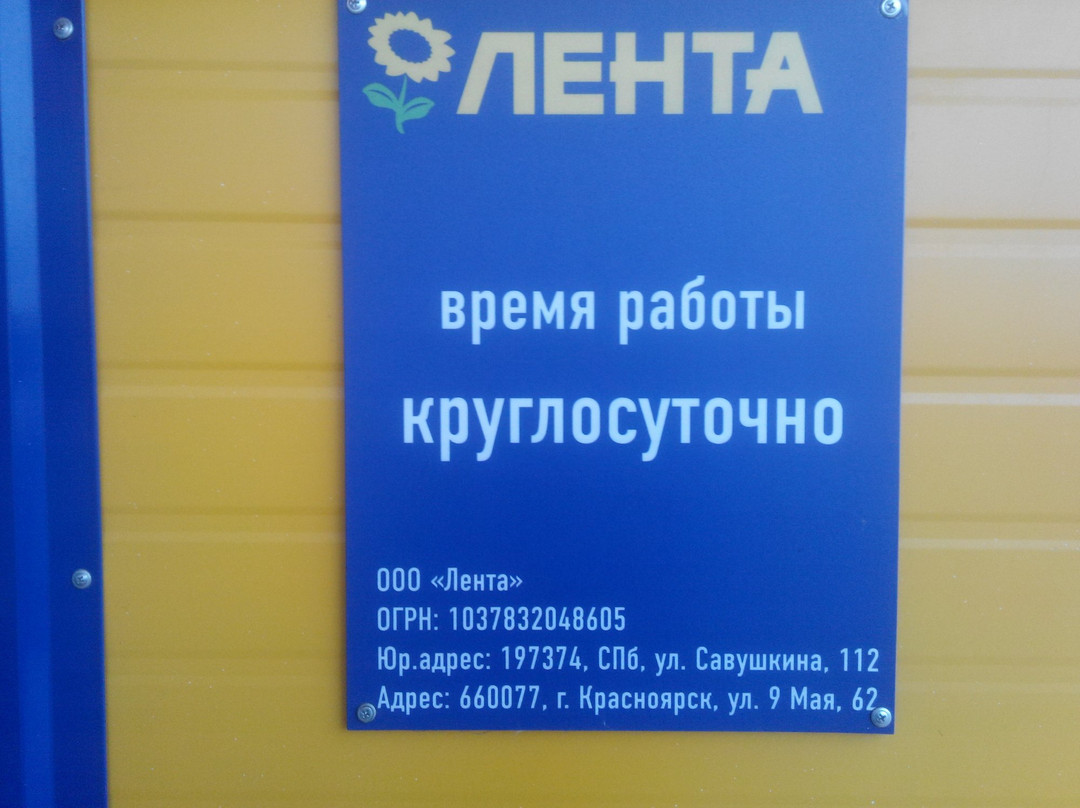 ЛЕНТА
время работы
круглосуточно
ООО «Лента»
ОГРН: 1037832048605
Юр.адрес: 197374, СПб, ул. Савушкина, 112
Адрес: 660077, г. Красноярск, ул. 9 Мая, 62